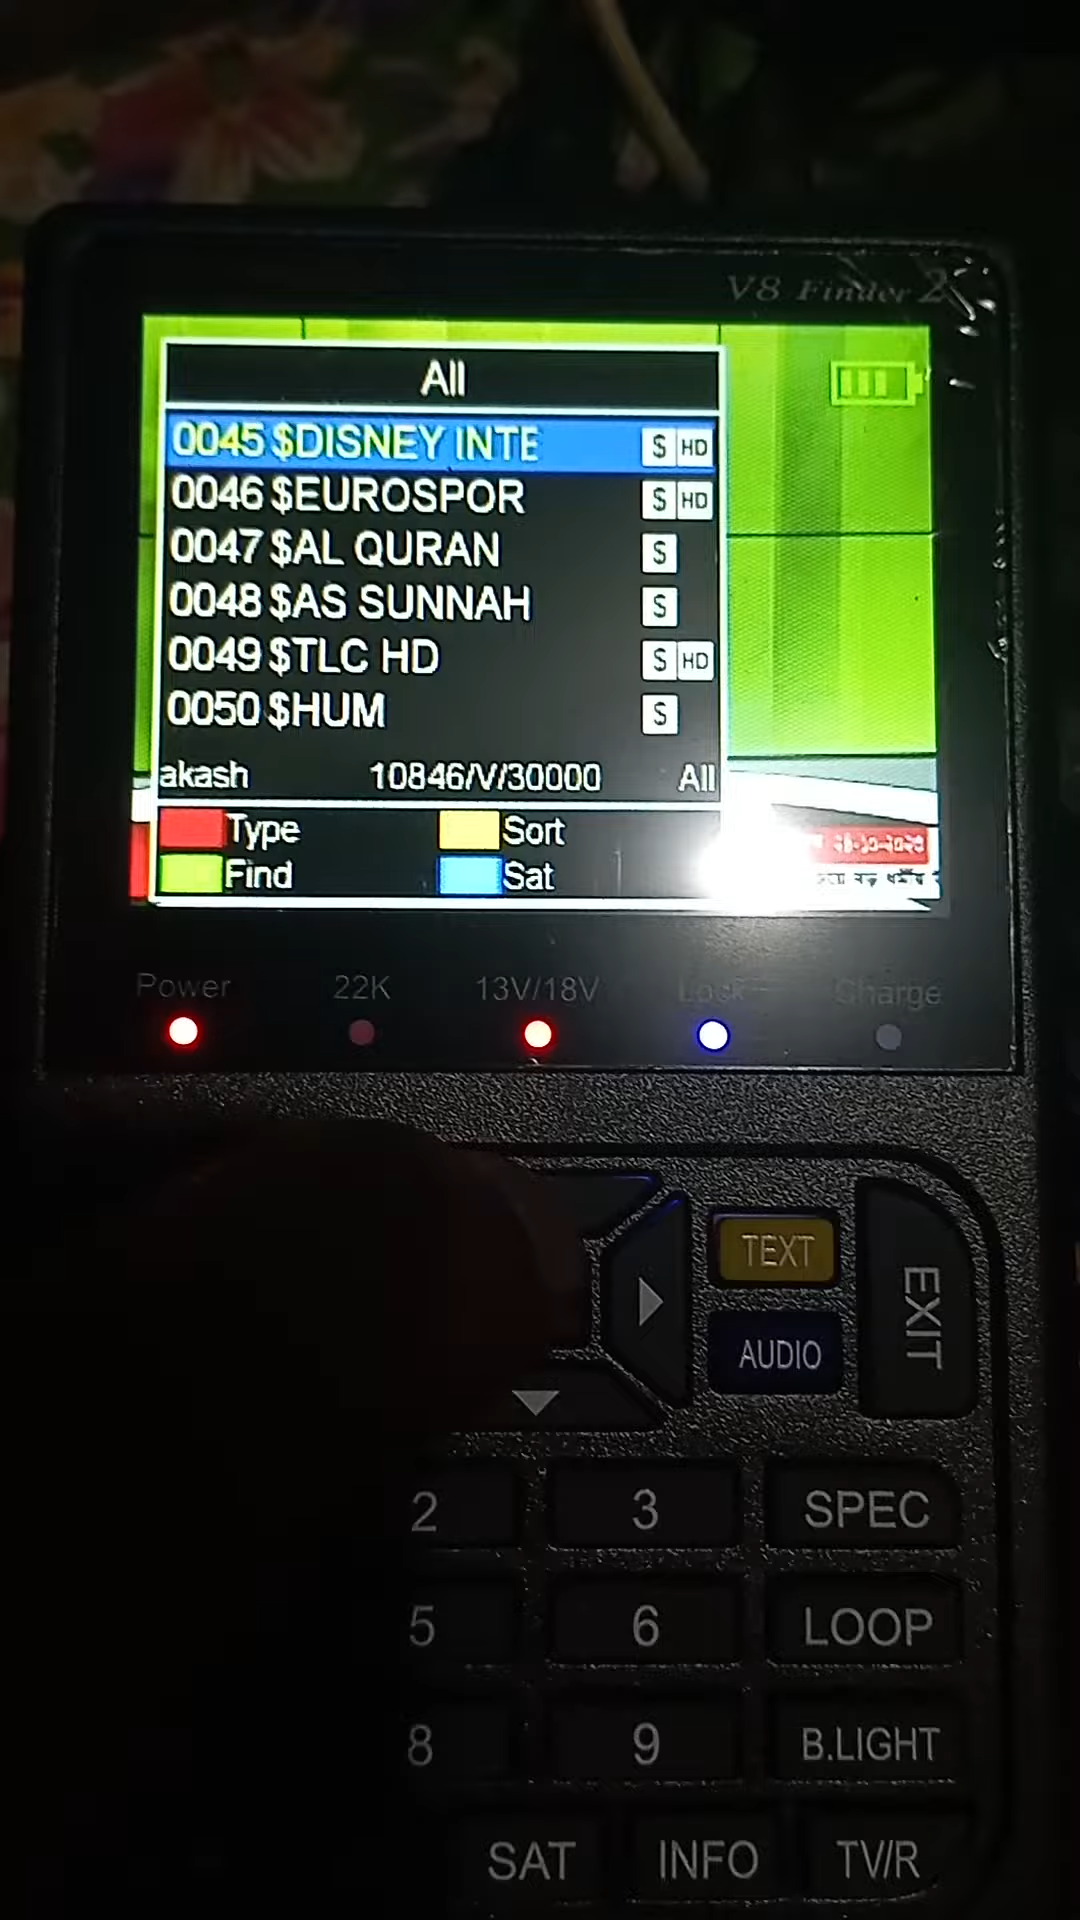 V8 Finder 2
All
0045 $DISNEY INTE S HD
0046 $EUROSPOR S HD
0047 $AL QURAN S
0048 $AS SUNNAH S
0049 $TLC HD S HD
0050 $HUM S
akash 10846/V/30000 All
Type Sort
Find Sat
Power 22K 13V/18V Lock Charge
TEXT
EXIT
AUDIO
2 3 SPEC
5 6 LOOP
8 9 B.LIGHT
SAT INFO TV/R